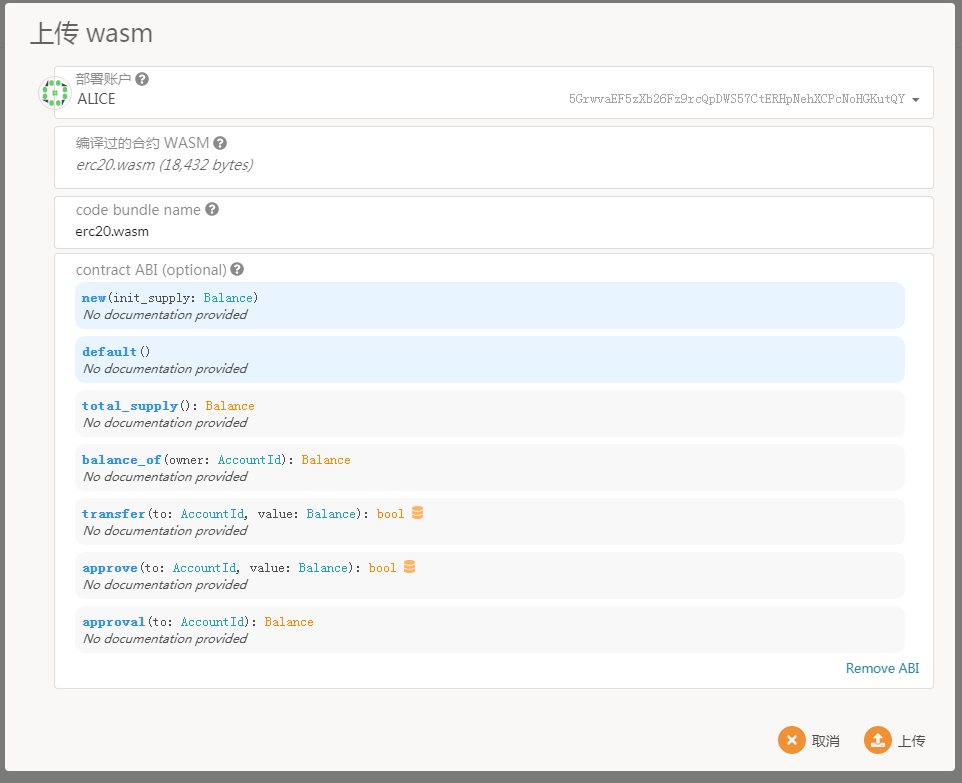 上传 wasm
部署账户
ALICE
5GrwvaEF5zXb26Fz9rcQpDWS57CtERHpNehXCPcNoHGKutQY
编译过的合约 WASM
erc20.wasm (18,432 bytes)
code bundle name
erc20.wasm
contract ABI (optional)
new(init_supply: Balance)
No documentation provided
default()
No documentation provided
total_supply(): Balance
No documentation provided
balance_of(owner: AccountId): Balance
No documentation provided
transfer(to: AccountId, value: Balance): bool
No documentation provided
approve(to: AccountId, value: Balance): bool
No documentation provided
approval(to: AccountId): Balance
No documentation provided
Remove ABI
取消
上传